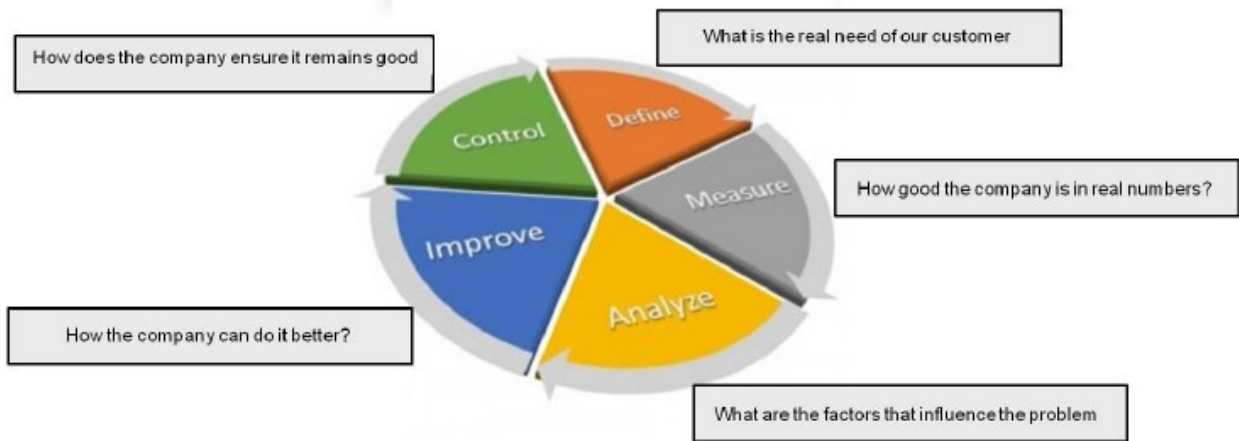 What is the real need of our customer
How does the company ensure it remains good
Define
Control
Measure
How good the company is in real numbers?
Improve
Analyze
How the company can do it better?
What are the factors that influence the problem